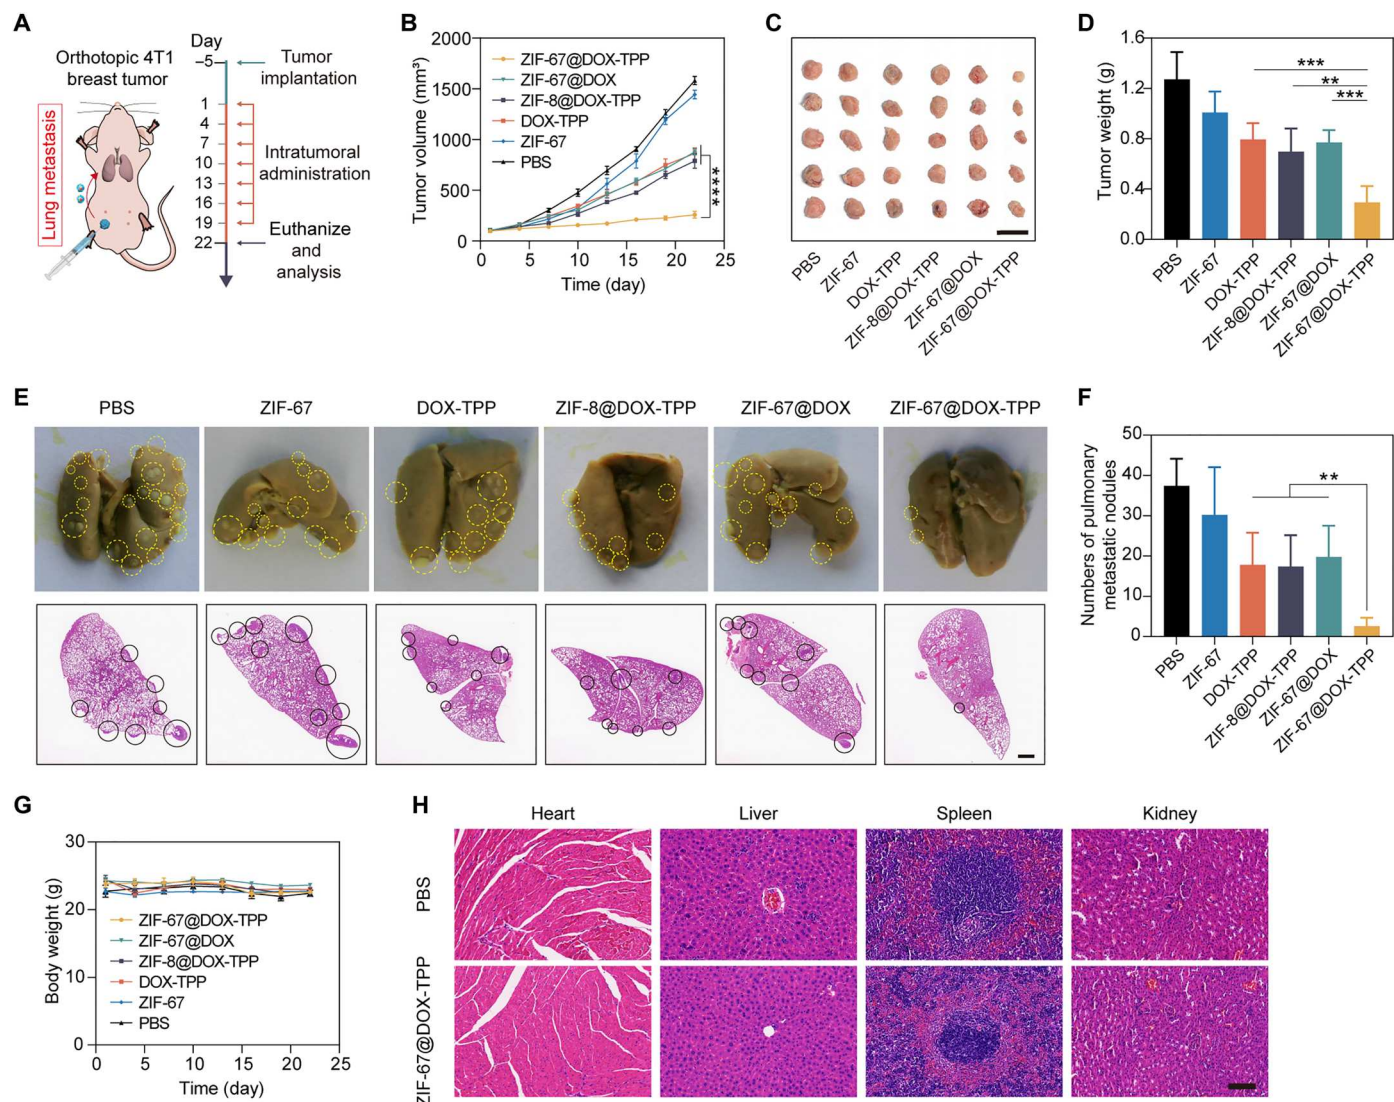 A
Day
Orthotopic 4T1
breast tumor
Lung metastasis
–5
1
4
7
10
13
16
19
22
Tumor
implantation
Intratumoral
administration
Euthanize
and
analysis
B
Tumor volume (mm³)
2000
1500
1000
500
0
0
5
10
15
20
25
Time (day)
ZIF-67@DOX-TPP
ZIF-67@DOX
ZIF-8@DOX-TPP
DOX-TPP
ZIF-67
PBS
****
C
PBS
ZIF-67
DOX-TPP
ZIF-8@DOX-TPP
ZIF-67@DOX
ZIF-67@DOX-TPP
D
Tumor weight (g)
1.6
1.2
0.8
0.4
0.0
***
**
***
PBS
ZIF-67
DOX-TPP
ZIF-8@DOX-TPP
ZIF-67@DOX
ZIF-67@DOX-TPP
E
PBS
ZIF-67
DOX-TPP
ZIF-8@DOX-TPP
ZIF-67@DOX
ZIF-67@DOX-TPP
F
Numbers of pulmonary
metastatic nodules
50
40
30
20
10
0
**
PBS
ZIF-67
DOX-TPP
ZIF-8@DOX-TPP
ZIF-67@DOX
ZIF-67@DOX-TPP
G
Body weight (g)
30
20
10
0
0
5
10
15
20
25
Time (day)
ZIF-67@DOX-TPP
ZIF-67@DOX
ZIF-8@DOX-TPP
DOX-TPP
ZIF-67
PBS
H
Heart
Liver
Spleen
Kidney
PBS
ZIF-67@DOX-TPP